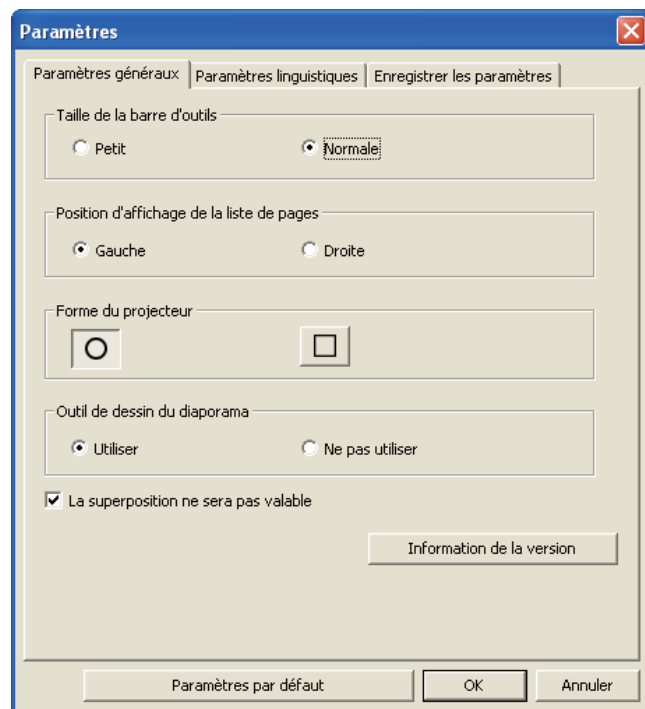 Paramètres
Paramètres généraux Paramètres linguistiques Enregistrer les paramètres
Taille de la barre d'outils
Petit Normale
Position d'affichage de la liste de pages
Gauche Droite
Forme du projecteur
Outil de dessin du diaporama
Utiliser Ne pas utiliser
La superposition ne sera pas valable
Information de la version
Paramètres par défaut OK Annuler